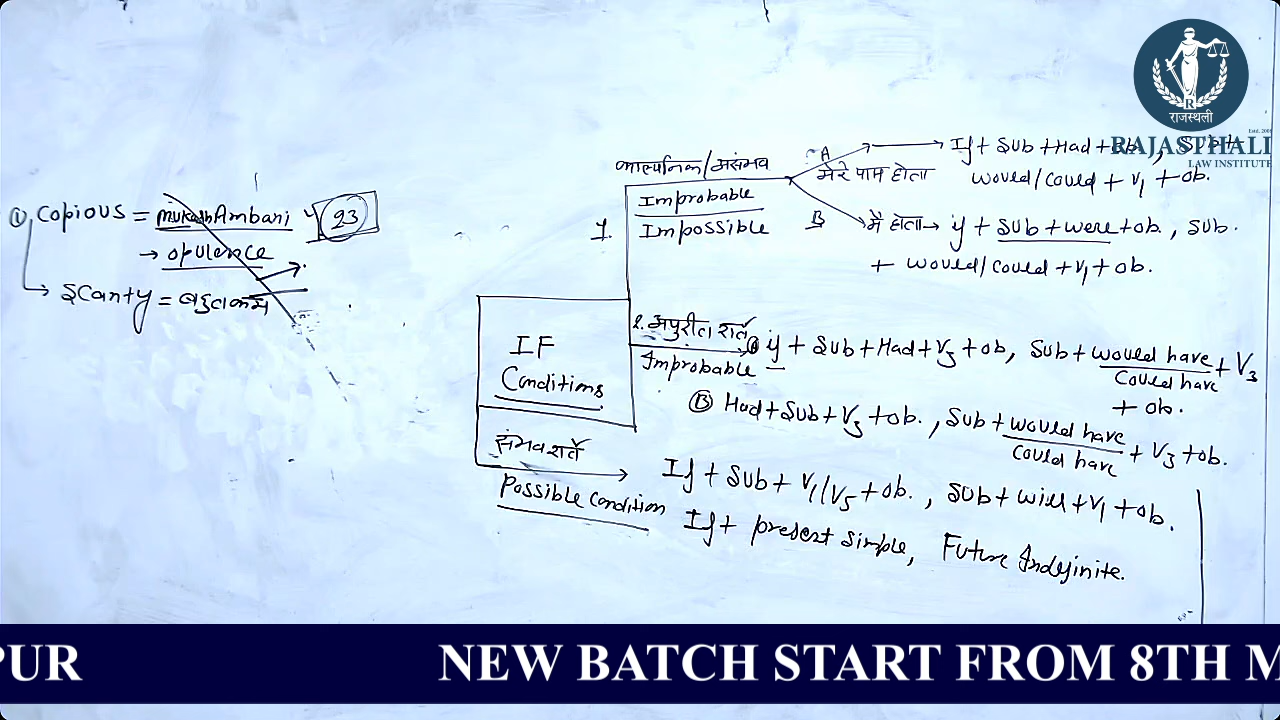 ① Copious = Mukesh Ambani 23
→ opulence
→ Scanty = बहुत कम
IF
Conditions
1.
काल्पनिक/असंभव
Improbable
Impossible
A
मेरे पास होता
If + Sub + Had + ob.,
would/could + V1 + ob.
B
मैं होता → if + Sub + were + ob., Sub.
+ would/could + V1 + ob.
2. अपुरीत शर्त
Improbable
if + Sub + Had + V3 + ob, Sub + would have + V3
could have
+ ob.
Ⓑ Had + Sub + V3 + ob., Sub + would have + V3 + ob.
could have
संभव शर्त
Possible Condition
If + Sub + V1/V5 + ob., Sub + will + V1 + ob.
If + present simple, Future Indefinite.
R
राजस्थली
Estd.
RAJASTHALI
LAW INSTITUTE
PUR NEW BATCH START FROM 8TH M